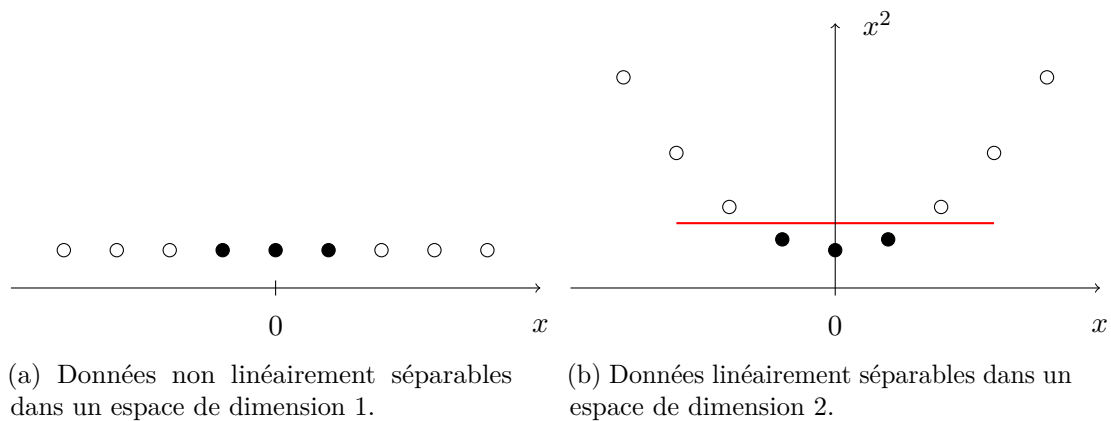 0
x
(a) Données non linéairement séparables
dans un espace de dimension 1.
x²
0
x
(b) Données linéairement séparables dans un
espace de dimension 2.